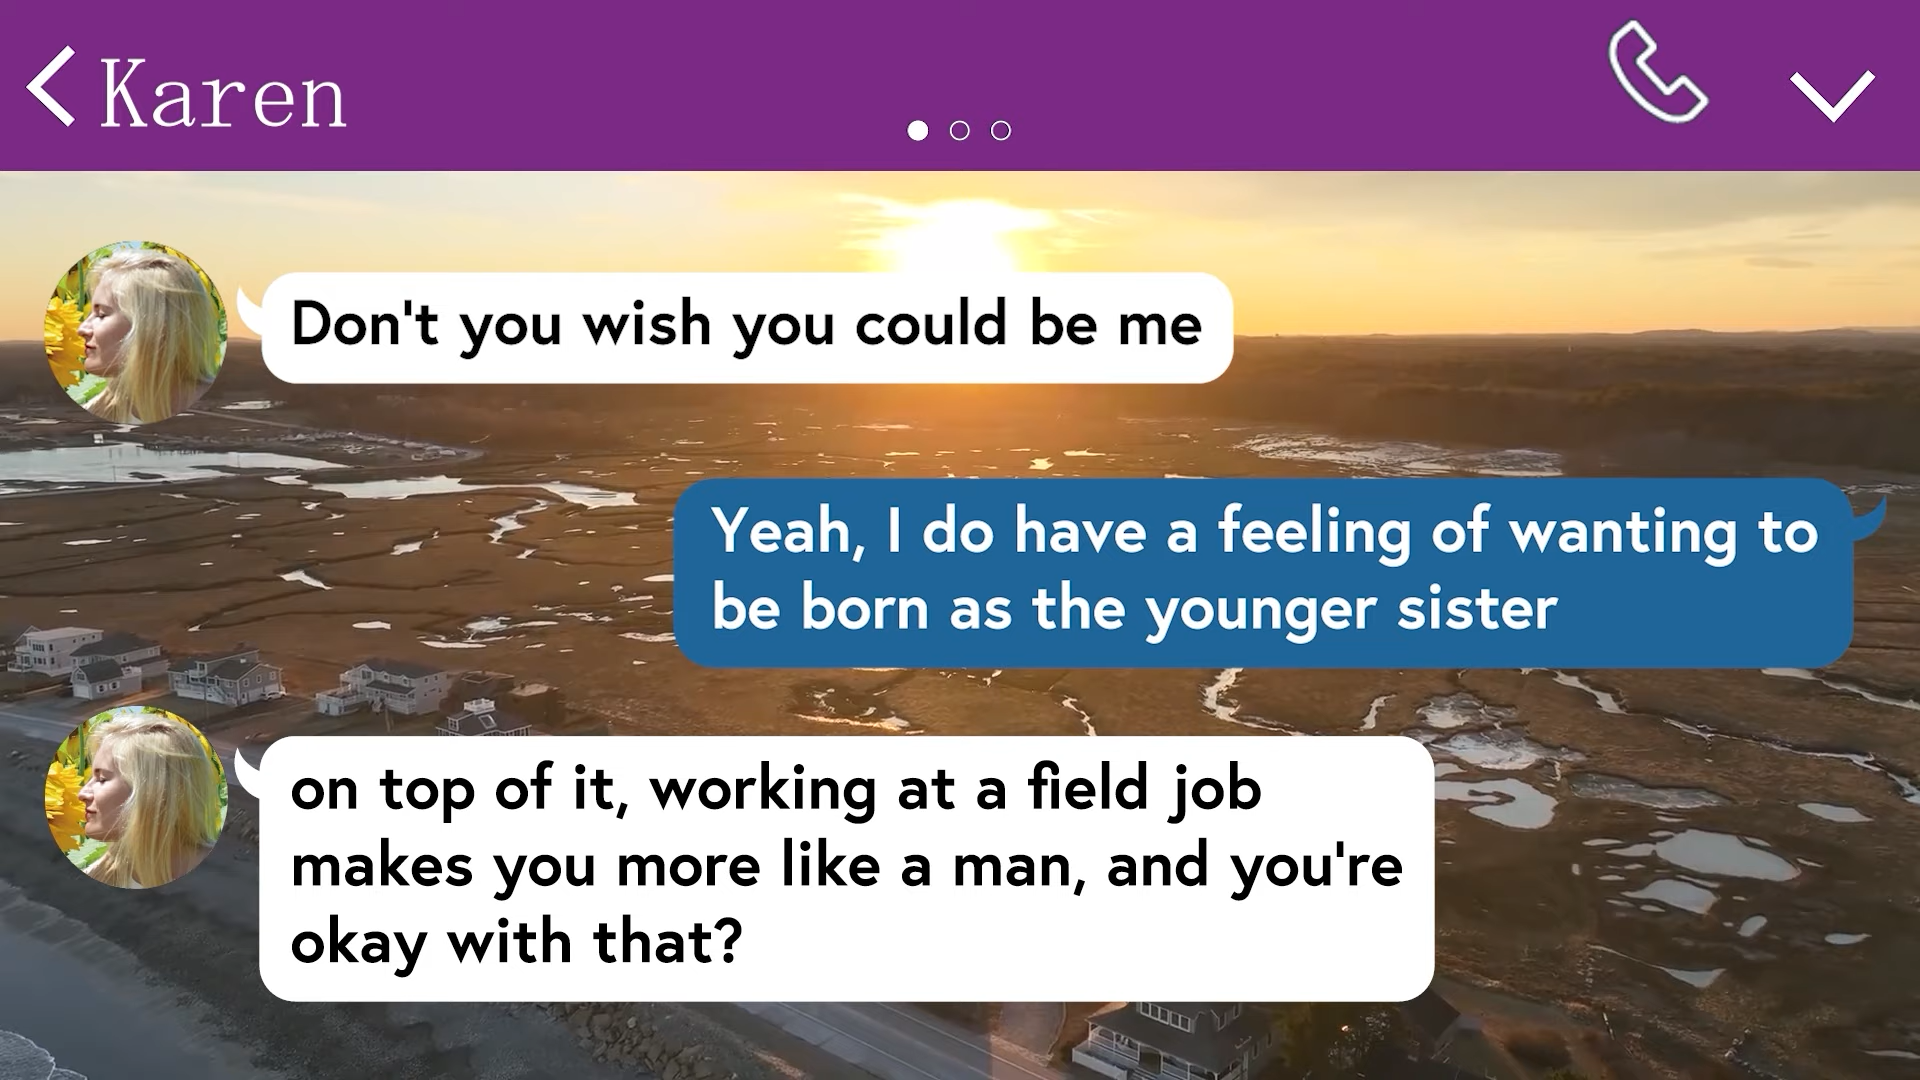 Karen
Don't you wish you could be me
Yeah, I do have a feeling of wanting to
be born as the younger sister
on top of it, working at a field job
makes you more like a man, and you're
okay with that?